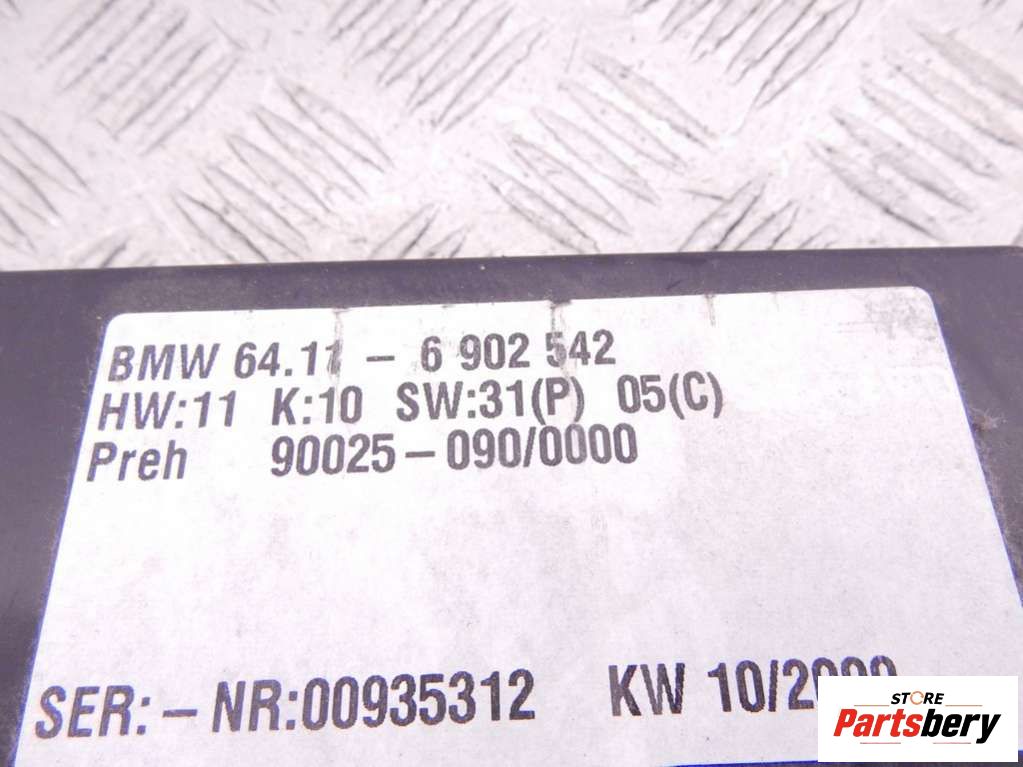 BMW 64.11 – 6 902 542
HW:11 K:10 SW:31(P) 05(C)
Preh 90025–090/0000
SER:–NR:00935312 KW 10/2000
STORE
Partsbery